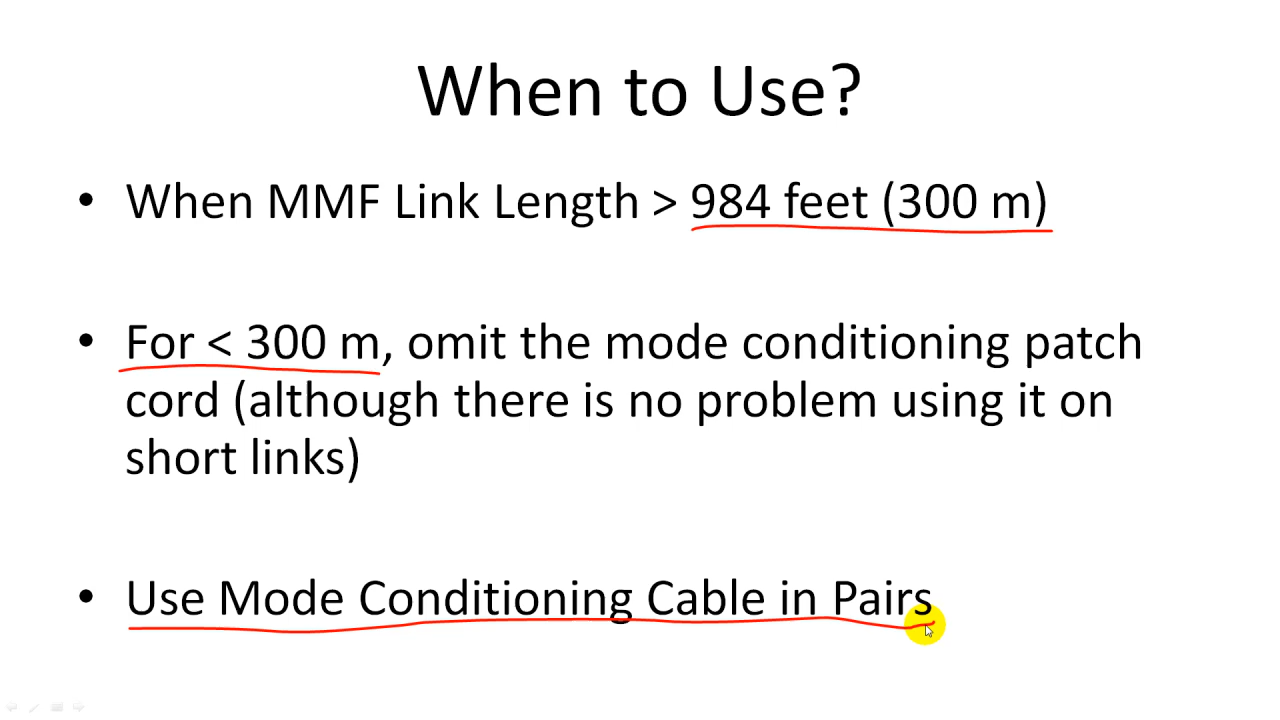 When to Use?
• When MMF Link Length > 984 feet (300 m)
• For < 300 m, omit the mode conditioning patch
cord (although there is no problem using it on
short links)
• Use Mode Conditioning Cable in Pairs